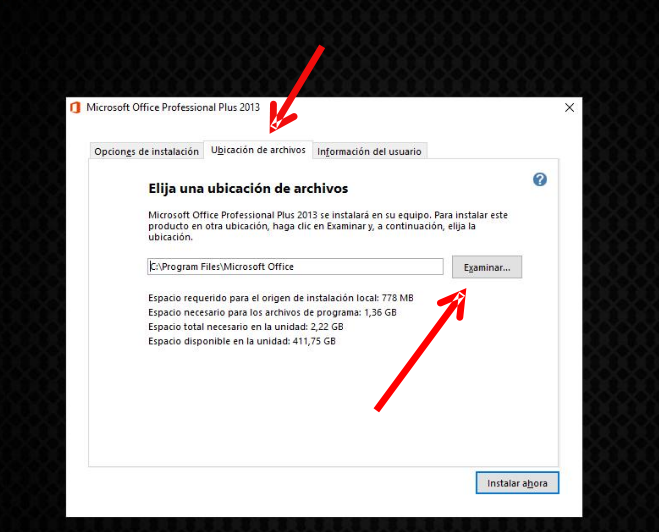 Microsoft Office Professional Plus 2013
Opciones de instalación Ubicación de archivos Información del usuario
Elija una ubicación de archivos
Microsoft Office Professional Plus 2013 se instalará en su equipo. Para instalar este
producto en otra ubicación, haga clic en Examinar y, a continuación, elija la
ubicación.
C:\Program Files\Microsoft Office Examinar...
Espacio requerido para el origen de instalación local: 778 MB
Espacio necesario para los archivos de programa: 1,36 GB
Espacio total necesario en la unidad: 2,22 GB
Espacio disponible en la unidad: 411,75 GB
Instalar ahora